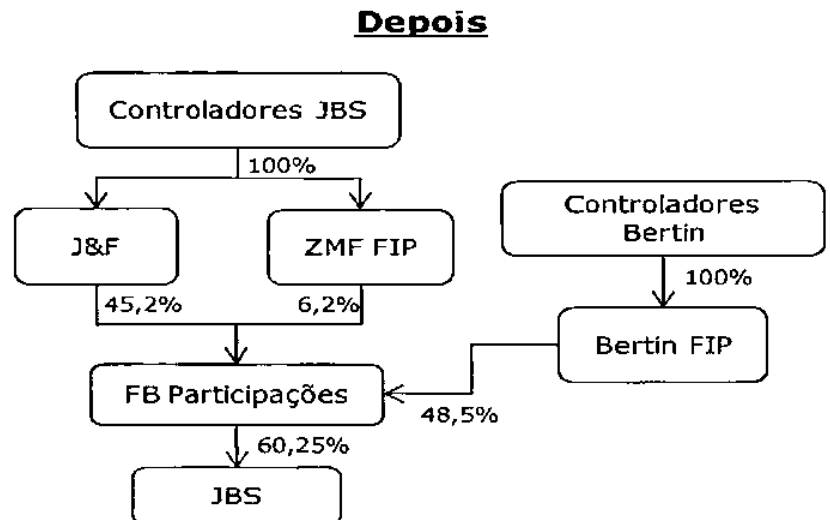 Depois
Controladores JBS
100%
J&F
ZMF FIP
Controladores
Bertin
100%
45,2%
6,2%
Bertin FIP
FB Participações
48,5%
60,25%
JBS